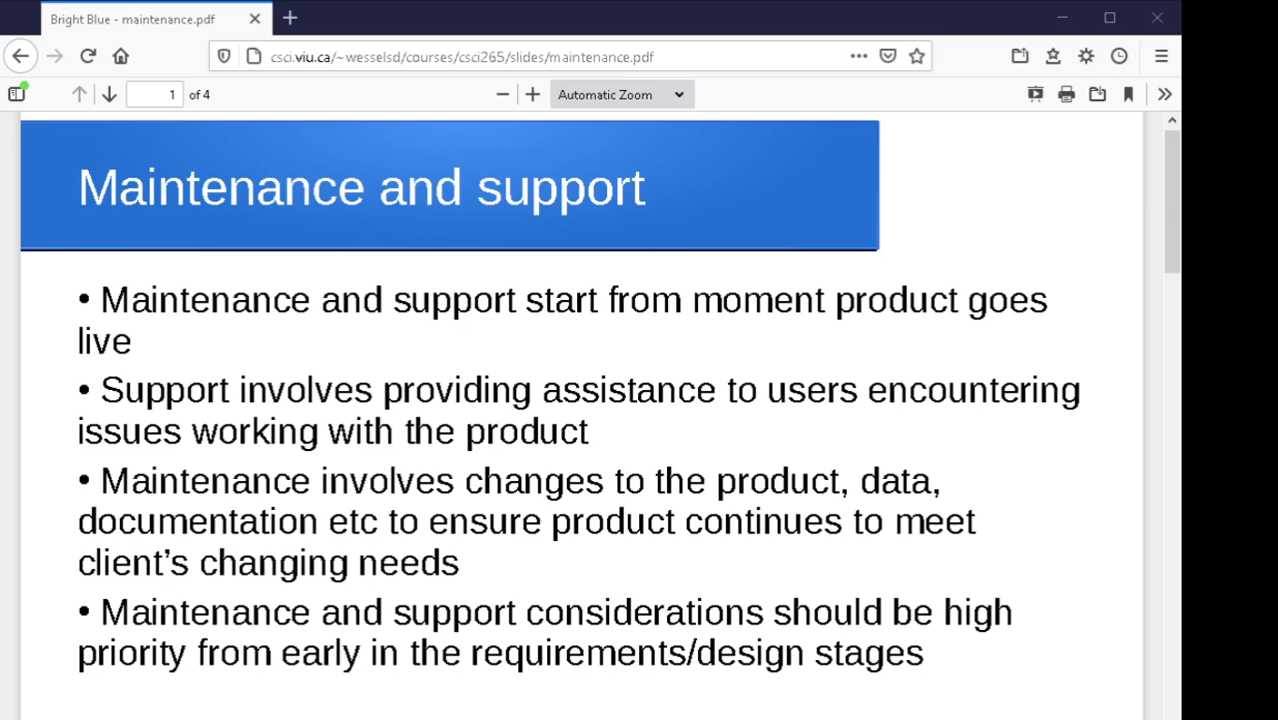 Bright Blue - maintenance.pdf
csci.viu.ca/~wesselsd/courses/csci265/slides/maintenance.pdf
1 of 4
Automatic Zoom
Maintenance and support
• Maintenance and support start from moment product goes
live
• Support involves providing assistance to users encountering
issues working with the product
• Maintenance involves changes to the product, data,
documentation etc to ensure product continues to meet
client’s changing needs
• Maintenance and support considerations should be high
priority from early in the requirements/design stages